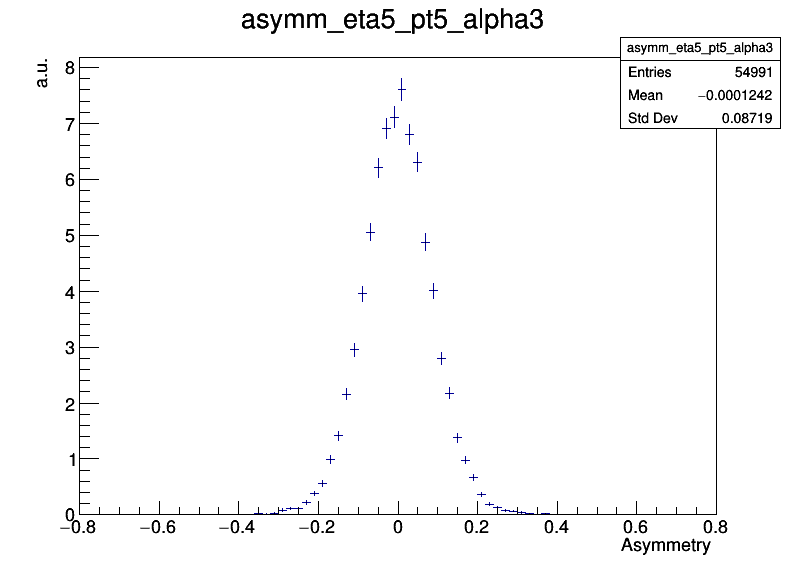 asymm_eta5_pt5_alpha3
asymm_eta5_pt5_alpha3
Entries 54991
Mean −0.0001242
Std Dev 0.08719
a.u.
8
7
6
5
4
3
2
1
0
−0.8 −0.6 −0.4 −0.2 0 0.2 0.4 0.6 0.8
Asymmetry